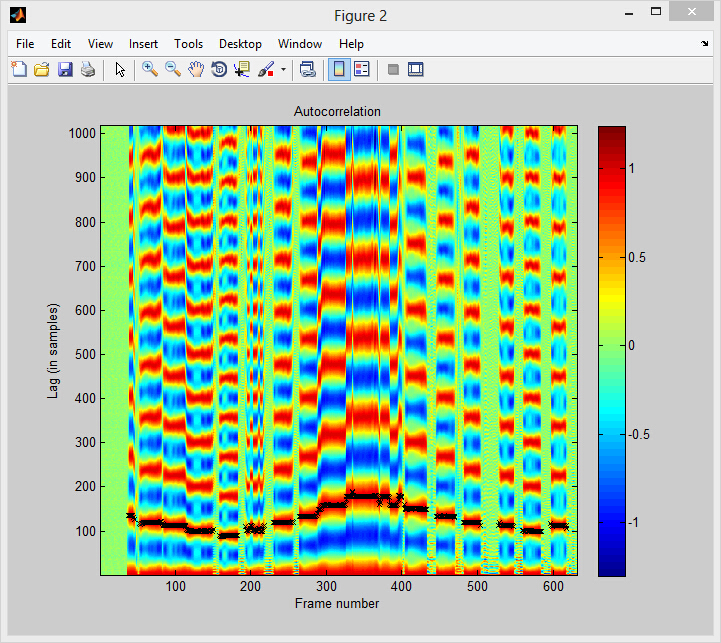 Figure 2
File Edit View Insert Tools Desktop Window Help
Autocorrelation
1000
900
800
700
600
500
400
300
200
100
Lag (in samples)
100 200 300 400 500 600
Frame number
1
0.5
0
-0.5
-1